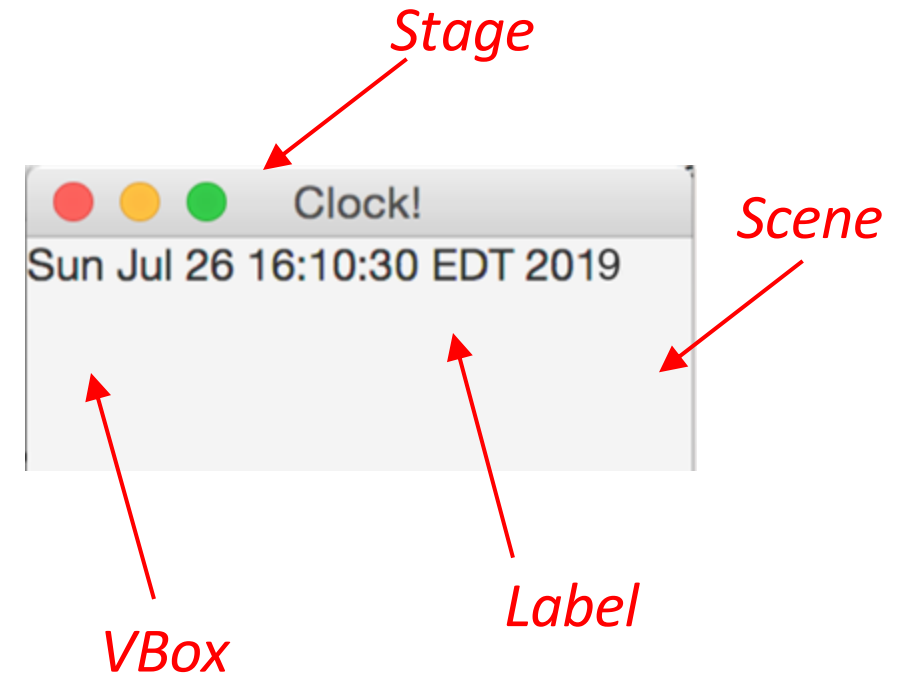 Stage
Clock!
Scene
Sun Jul 26 16:10:30 EDT 2019
Label
VBox